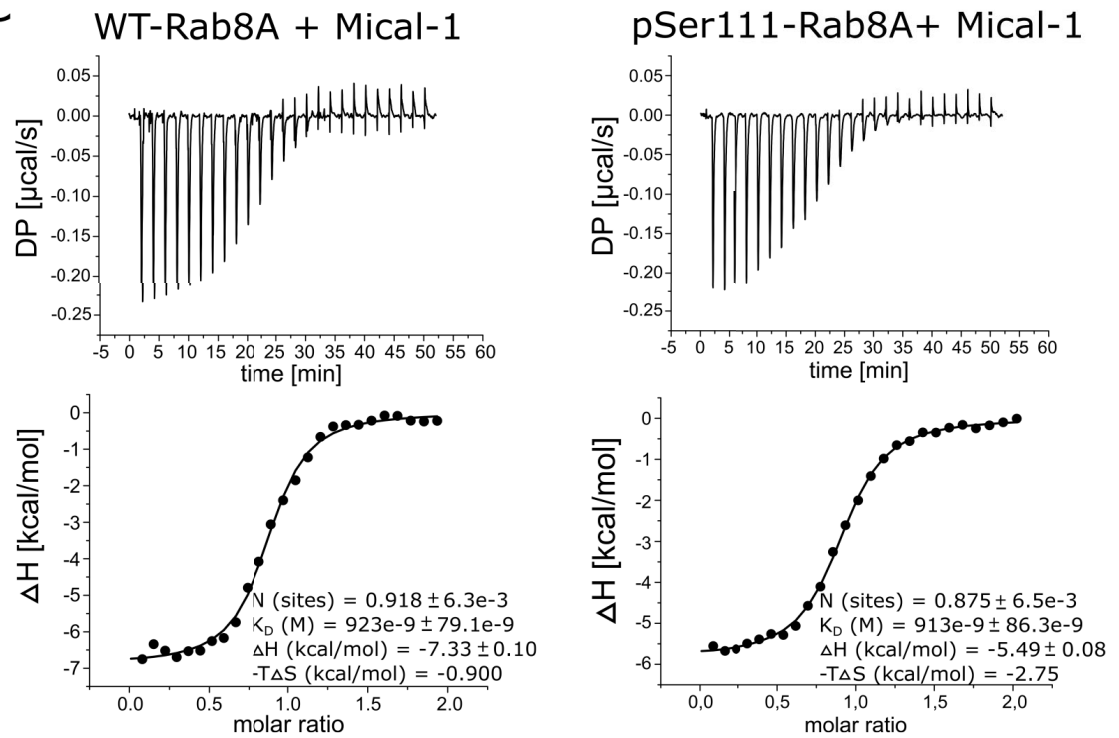 WT-Rab8A + Mical-1
DP [µcal/s]
0.05
0.00
-0.05
-0.10
-0.15
-0.20
-0.25
-5 0 5 10 15 20 25 30 35 40 45 50 55 60
time [min]
pSer111-Rab8A+ Mical-1
DP [µcal/s]
0.05
0.00
-0.05
-0.10
-0.15
-0.20
-0.25
-5 0 5 10 15 20 25 30 35 40 45 50 55 60
time [min]
ΔH [kcal/mol]
0
-1
-2
-3
-4
-5
-6
-7
N (sites) = 0.918 ± 6.3e-3
K_D (M) = 923e-9 ± 79.1e-9
ΔH (kcal/mol) = -7.33 ± 0.10
-TΔS (kcal/mol) = -0.900
0.0 0.5 1.0 1.5 2.0
molar ratio
ΔH [kcal/mol]
0
-1
-2
-3
-4
-5
-6
N (sites) = 0.875 ± 6.5e-3
K_D (M) = 913e-9 ± 86.3e-9
ΔH (kcal/mol) = -5.49 ± 0.08
-TΔS (kcal/mol) = -2.75
0,0 0,5 1,0 0,5 2,0
molar ratio